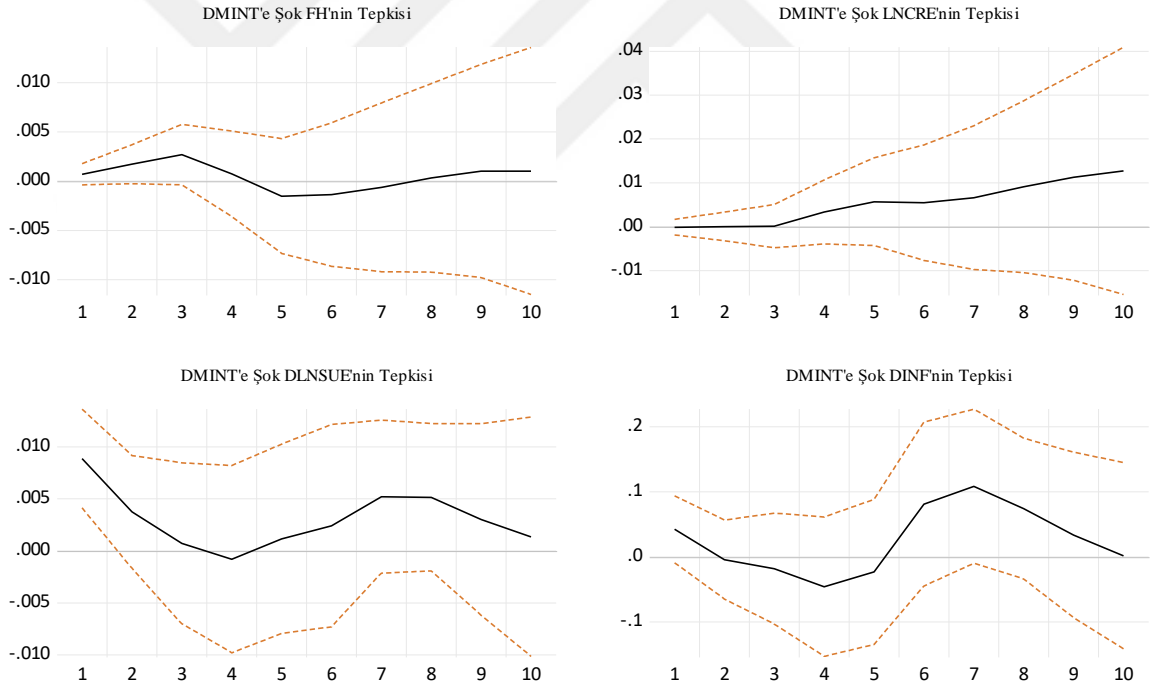 DMINT'e Şok FH'nin Tepkisi
.010
.005
.000
-.005
-.010
1 2 3 4 5 6 7 8 9 10
DMINT'e Şok LNCRE'nin Tepkisi
.04
.03
.02
.01
.00
-.01
1 2 3 4 5 6 7 8 9 10
DMINT'e Şok DLNSUE'nin Tepkisi
.010
.005
.000
-.005
-.010
1 2 3 4 5 6 7 8 9 10
DMINT'e Şok DINF'nin Tepkisi
.2
.1
.0
-.1
1 2 3 4 5 6 7 8 9 10